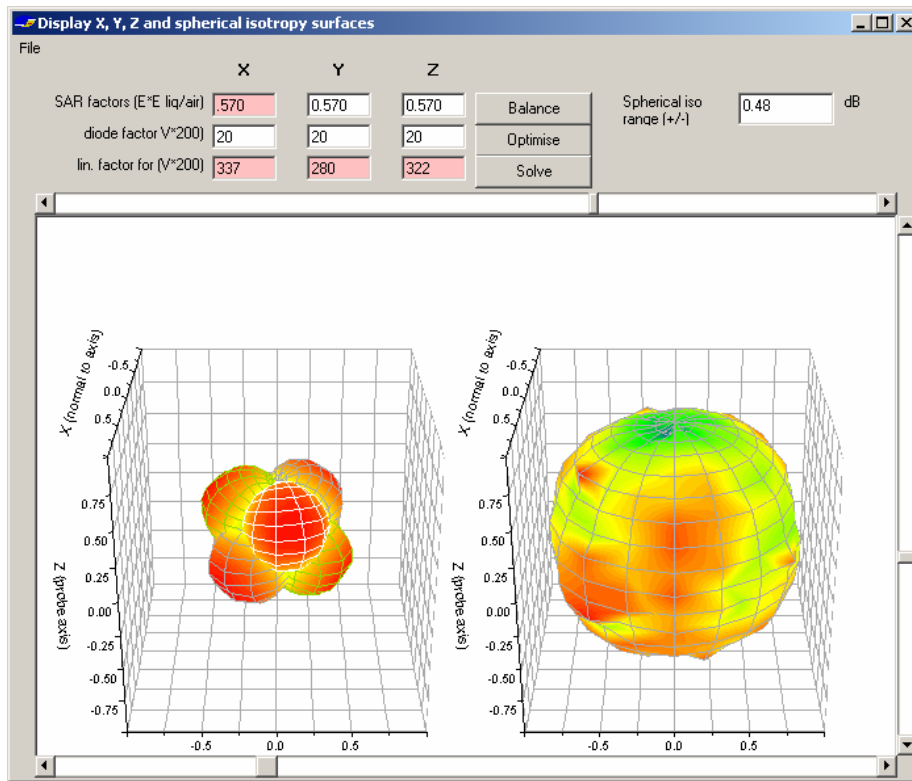 Display X, Y, Z and spherical isotropy surfaces
File
X Y Z
SAR factors (E*E liq/air) .570 0.570 0.570 Balance Spherical iso range (+/-) 0.48 dB
diode factor V*200) 20 20 20 Optimise
lin. factor for (V*200) 337 280 322 Solve
X (normal to axis)
-0.5
0.0
0.5
Z (probe axis)
0.75
0.50
0.25
0.00
-0.25
-0.50
-0.75
-0.5 0.0 0.5
X (normal to axis)
-0.5
0.0
0.5
Z (probe axis)
0.75
0.50
0.25
0.00
-0.25
-0.50
-0.75
-0.5 0.0 0.5